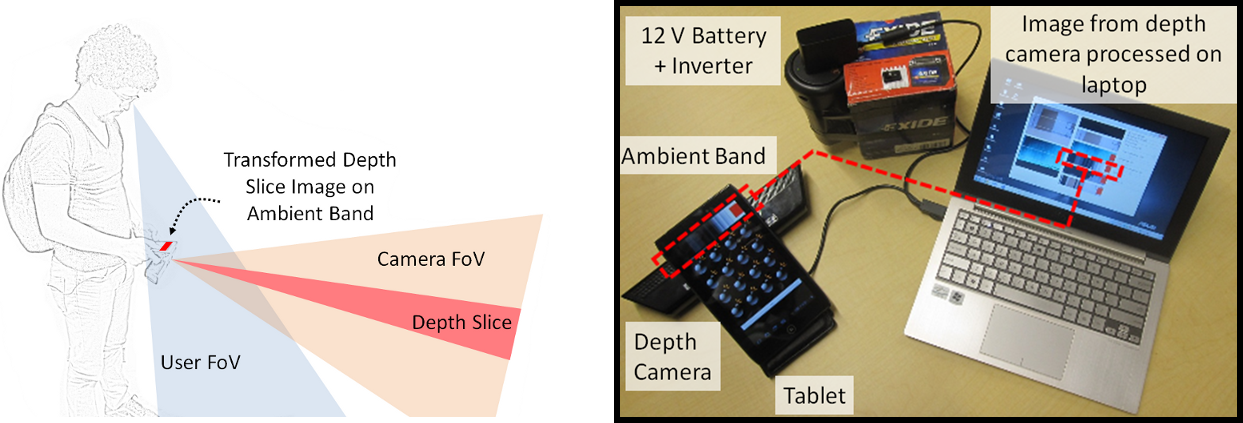 Transformed Depth
Slice Image on
Ambient Band
Camera FoV
Depth Slice
User FoV
12 V Battery
+ Inverter
Image from depth
camera processed on
laptop
EXIDE
EXIDE
Ambient Band
ASUS
Depth
Camera
Tablet